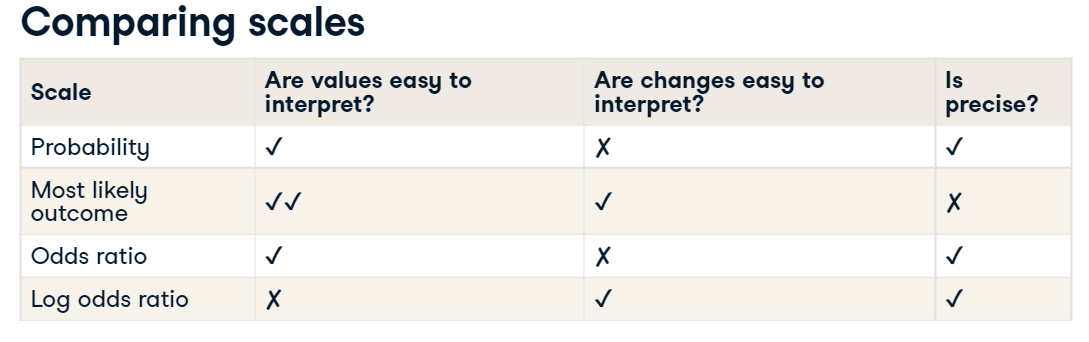 Comparing scales
Scale
Are values easy to
interpret?
Are changes easy to
interpret?
Is
precise?
Probability ✓ ✗ ✓
Most likely
outcome
✓✓ ✓ ✗
Odds ratio ✓ ✗ ✓
Log odds ratio ✗ ✓ ✓